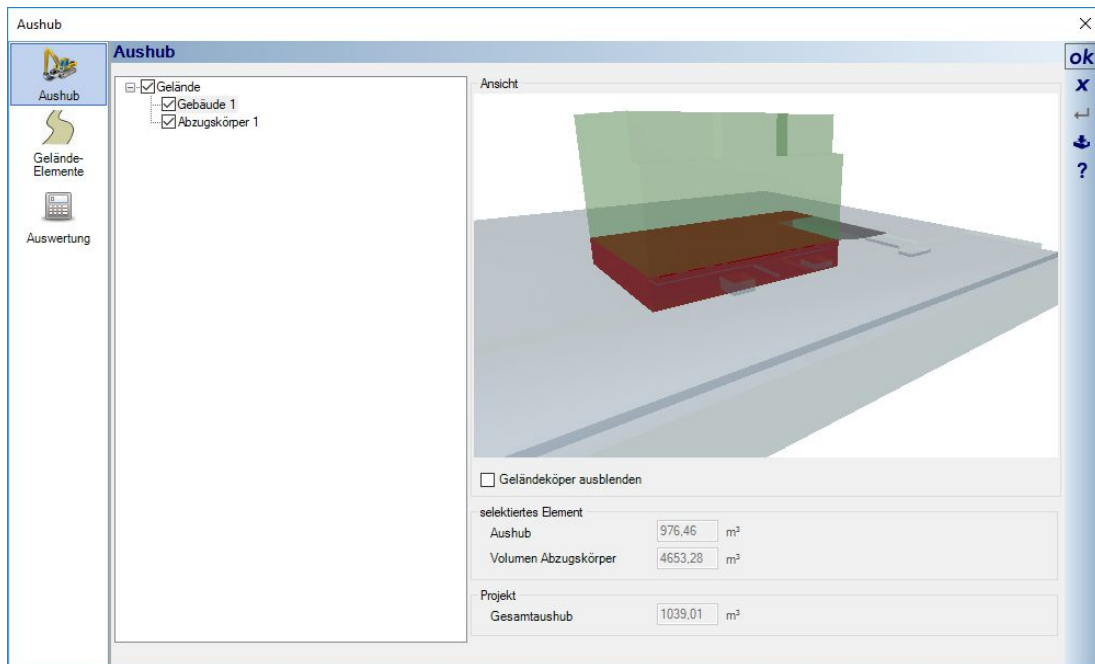 Aushub
Aushub
Gelände-
Elemente
Auswertung
Aushub
Gelände
Gebäude 1
Abzugskörper 1
Ansicht
Geländeköper ausblenden
selektiertes Element
Aushub 976,46 m³
Volumen Abzugskörper 4653,28 m³
Projekt
Gesamtaushub 1039,01 m³
ok
x
?